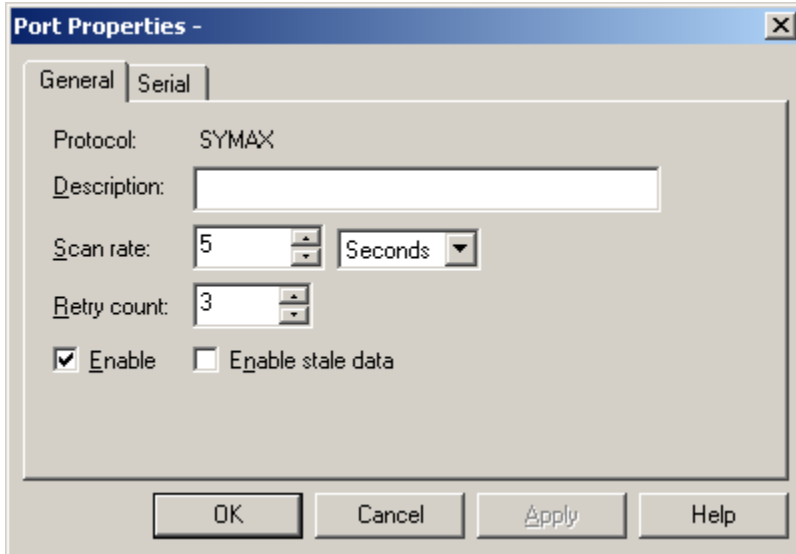 Port Properties -
General Serial
Protocol: SYMAX
Description:
Scan rate: 5 Seconds
Retry count: 3
Enable Enable stale data
OK Cancel Apply Help